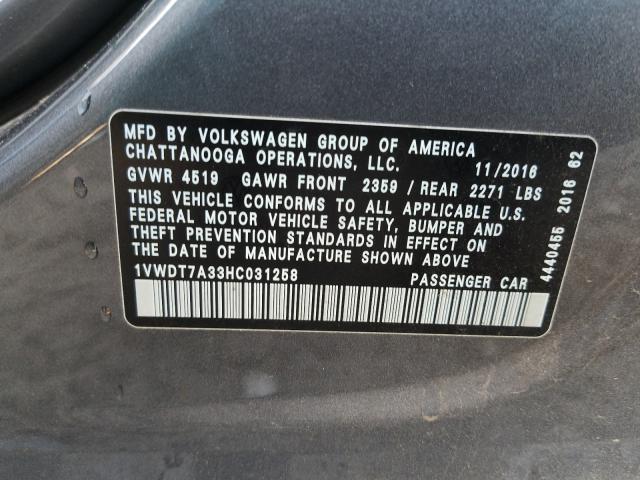 MFD BY VOLKSWAGEN GROUP OF AMERICA
CHATTANOOGA OPERATIONS, LLC. 11/2016
GVWR 4519 GAWR FRONT 2359 / REAR 2271 LBS
THIS VEHICLE CONFORMS TO ALL APPLICABLE U.S.
FEDERAL MOTOR VEHICLE SAFETY, BUMPER AND
THEFT PREVENTION STANDARDS IN EFFECT ON
THE DATE OF MANUFACTURE SHOWN ABOVE
1VWDT7A33HC031258 PASSENGER CAR
4440455 2016 62